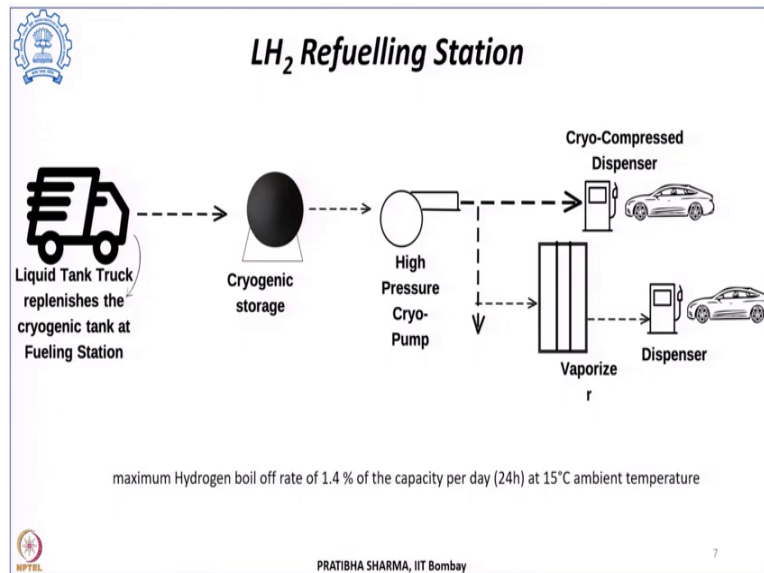 LH₂ Refuelling Station
Cryo-Compressed
Dispenser
Liquid Tank Truck
replenishes the
cryogenic tank at
Fueling Station
Cryogenic
storage
High
Pressure
Cryo-
Pump
Vaporize
r
Dispenser
maximum Hydrogen boil off rate of 1.4 % of the capacity per day (24h) at 15°C ambient temperature
NPTEL
PRATIBHA SHARMA, IIT Bombay
7